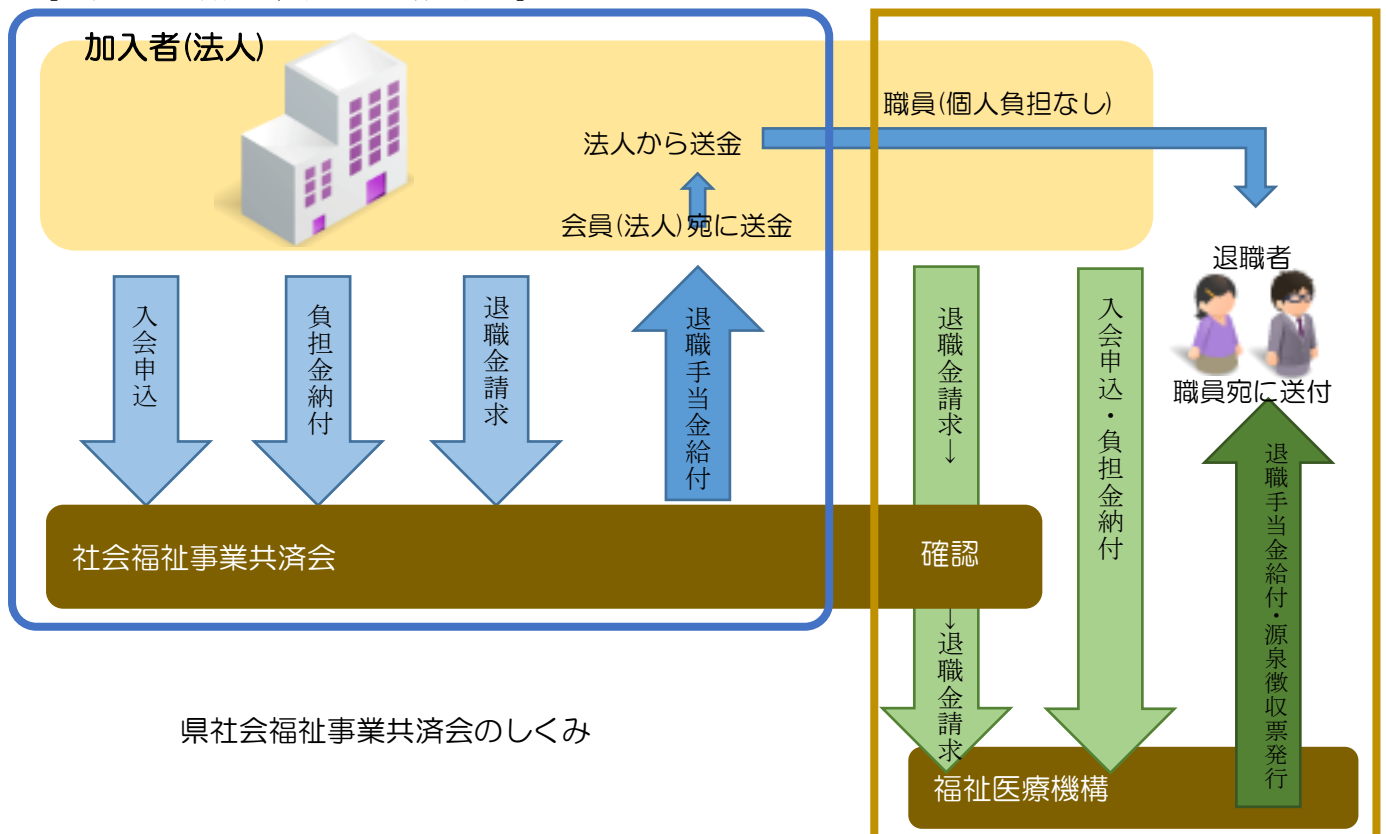 加入者(法人)
職員(個人負担なし)
法人から送金
会員(法人)宛に送金
退職者
職員宛に送付
入会申込
負担金納付
退職金請求
退職手当金給付
退職金請求→
入会申込・負担金納付
退職手当金給付・源泉徴収票発行
社会福祉事業共済会
確認
→退職金請求
県社会福祉事業共済会のしくみ
福祉医療機構